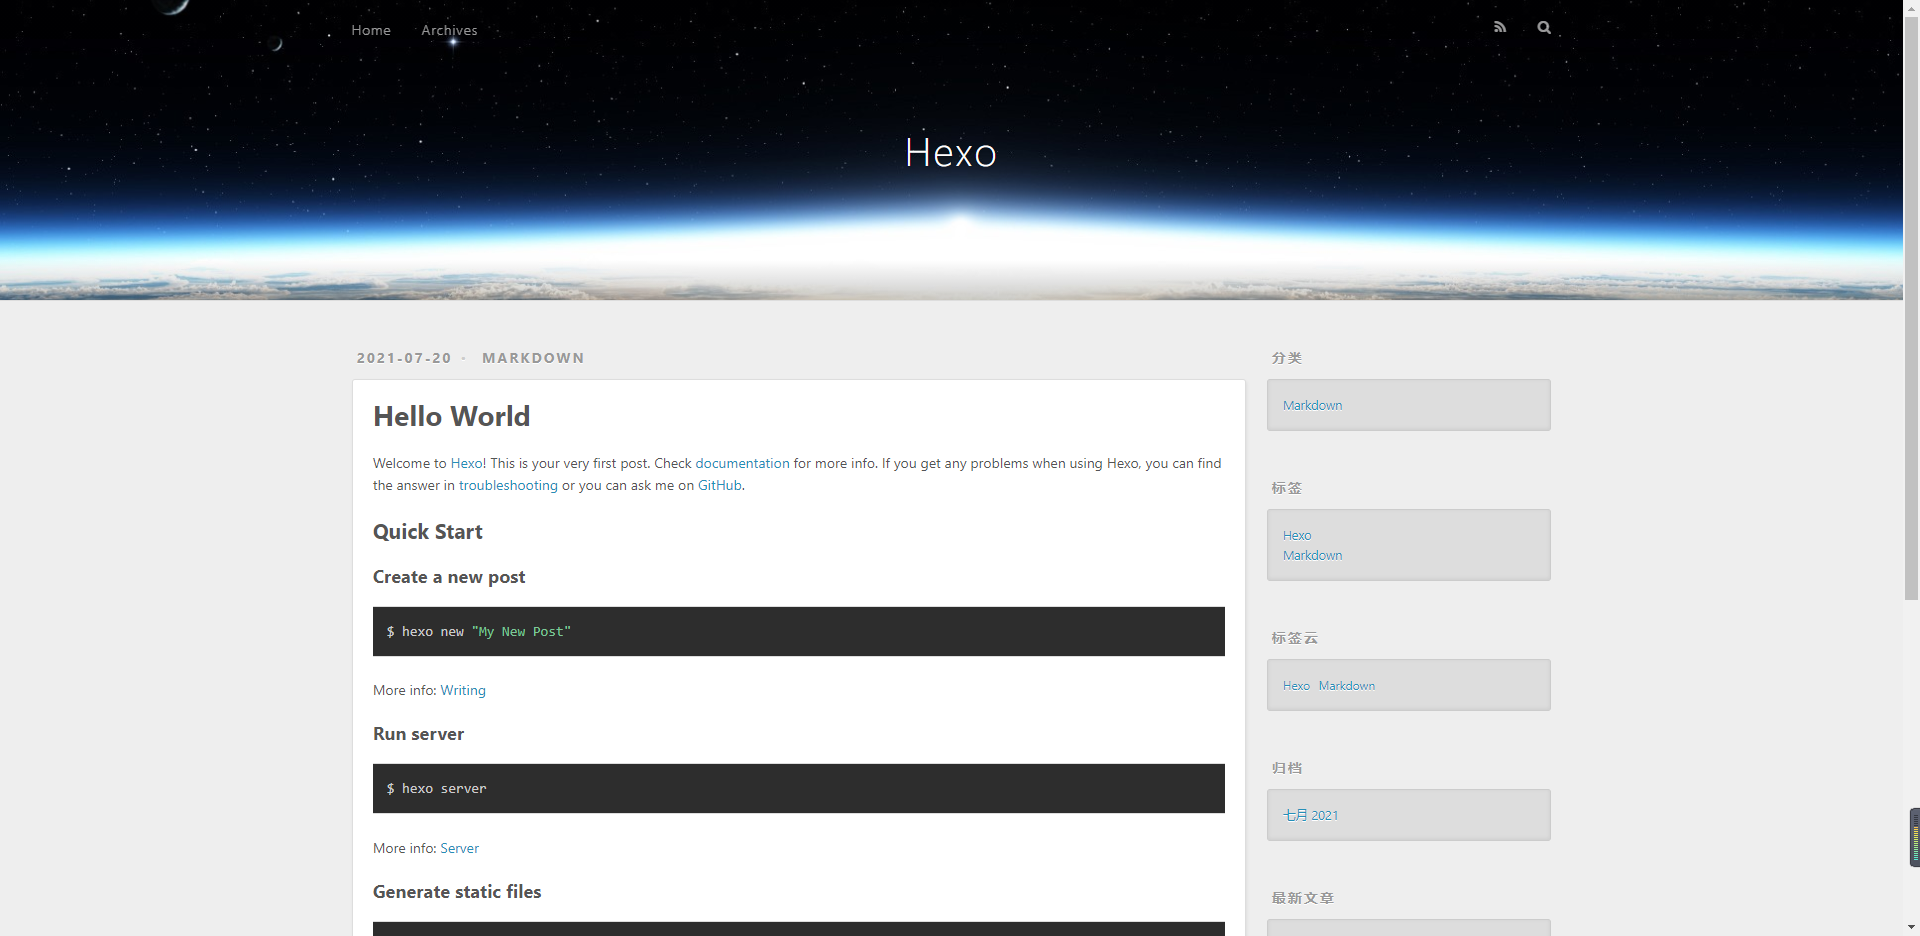 Home Archives
Hexo
2021-07-20 • MARKDOWN
Hello World
Welcome to Hexo! This is your very first post. Check documentation for more info. If you get any problems when using Hexo, you can find
the answer in troubleshooting or you can ask me on GitHub.
Quick Start
Create a new post
$ hexo new "My New Post"
More info: Writing
Run server
$ hexo server
More info: Server
Generate static files
分类
Markdown
标签
Hexo
Markdown
标签云
Hexo Markdown
归档
七月 2021
最新文章